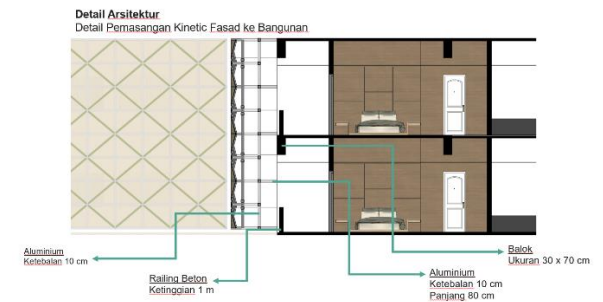 Detail Arsitektur
Detail Pemasangan Kinetic Fasad ke Bangunan
Aluminium
Ketebalan 10 cm
Railing Beton
Ketinggian 1 m
Aluminium
Ketebalan 10 cm
Panjang 80 cm
Balok
Ukuran 30 x 70 cm